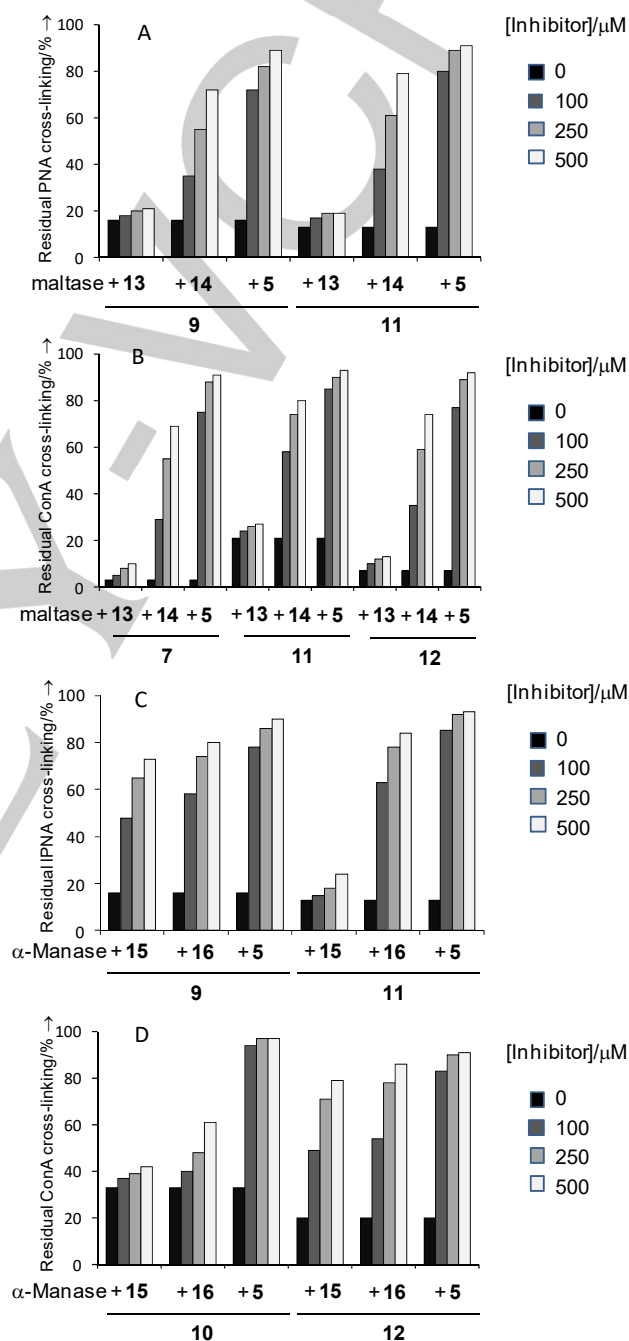 A
[Inhibitor]/μM
100
80
60
40
20
0
Residual PNA cross-linking/% →
0
100
250
500
maltase + 13 + 14 + 5 + 13 + 14 + 5
9 11
B
[Inhibitor]/μM
100
80
60
40
20
0
Residual ConA cross-linking/% →
0
100
250
500
maltase + 13 + 14 + 5 + 13 + 14 + 5 + 13 + 14 + 5
7 11 12
C
[Inhibitor]/μM
100
80
60
40
20
0
Residual lPNA cross-linking/% →
0
100
250
500
α-Manase + 15 + 16 + 5 + 15 + 16 + 5
9 11
D
[Inhibitor]/μM
100
80
60
40
20
0
Residual ConA cross-linking/% →
0
100
250
500
α-Manase + 15 + 16 + 5 + 15 + 16 + 5
10 12